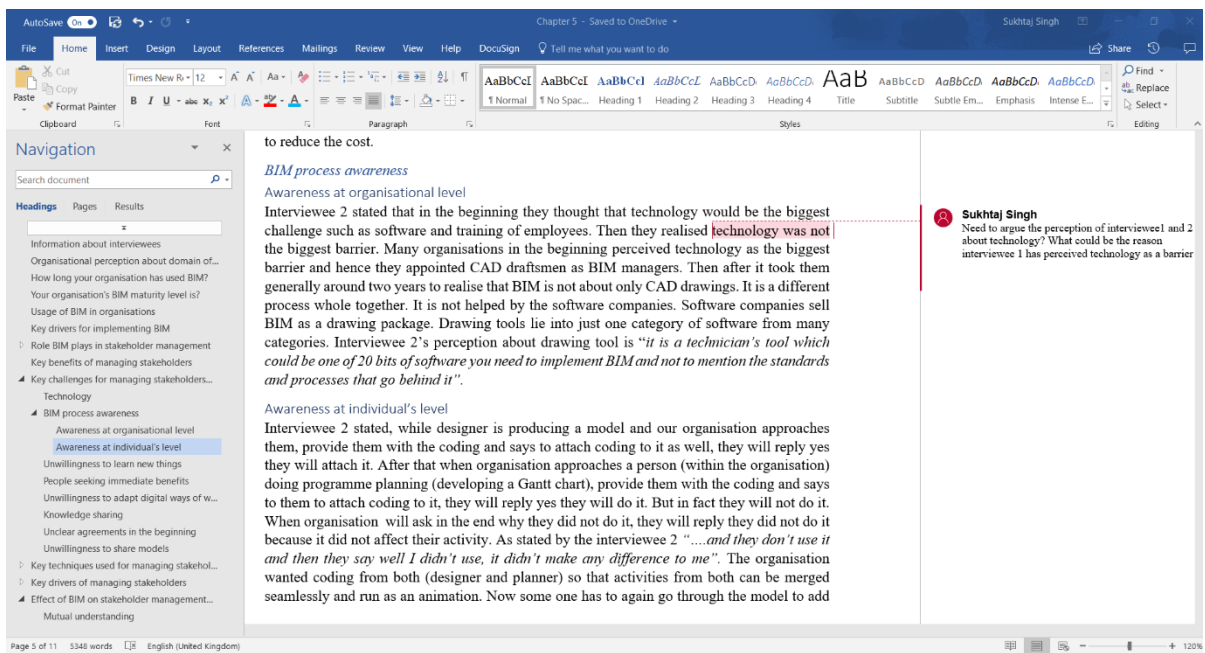 AutoSave On
Chapter 5 - Saved to OneDrive
Sukhtaj Singh
File Home Insert Design Layout References Mailings Review View Help DocuSign Tell me what you want to do
Share
Paste
Cut
Copy
Format Painter
Clipboard
Times New R 12
A A Aa
B I U abc X₂ X²
Font
Paragraph
AaBbCcI AaBbCcI AaBbCcI AaBbCcL AaBbCcD AaBbCcD AaB AaBbCcD AaBbCcD AaBbCcD AaBbCcD
¶ Normal ¶ No Spac... Heading 1 Heading 2 Heading 3 Heading 4 Title Subtitle Subtle Em... Emphasis Intense E...
Styles
Find
Replace
Select
Editing
Navigation
Search document
Headings Pages Results
Information about interviewees
Organisational perception about domain of...
How long your organisation has used BIM?
Your organisation's BIM maturity level is?
Usage of BIM in organisations
Key drivers for implementing BIM
Role BIM plays in stakeholder management
Key benefits of managing stakeholders
Key challenges for managing stakeholders...
Technology
BIM process awareness
Awareness at organisational level
Awareness at individual's level
Unwillingness to learn new things
People seeking immediate benefits
Unwillingness to adapt digital ways of w...
Knowledge sharing
Unclear agreements in the beginning
Unwillingness to share models
Key techniques used for managing stakehol...
Key drivers of managing stakeholders
Effect of BIM on stakeholder management...
Mutual understanding
to reduce the cost.
BIM process awareness
Awareness at organisational level
Interviewee 2 stated that in the beginning they thought that technology would be the biggest
challenge such as software and training of employees. Then they realised technology was not
the biggest barrier. Many organisations in the beginning perceived technology as the biggest
barrier and hence they appointed CAD draftsmen as BIM managers. Then after it took them
generally around two years to realise that BIM is not about only CAD drawings. It is a different
process whole together. It is not helped by the software companies. Software companies sell
BIM as a drawing package. Drawing tools lie into just one category of software from many
categories. Interviewee 2's perception about drawing tool is “it is a technician's tool which
could be one of 20 bits of software you need to implement BIM and not to mention the standards
and processes that go behind it”.
Awareness at individual's level
Interviewee 2 stated, while designer is producing a model and our organisation approaches
them, provide them with the coding and says to attach coding to it as well, they will reply yes
they will attach it. After that when organisation approaches a person (within the organisation)
doing programme planning (developing a Gantt chart), provide them with the coding and says
to them to attach coding to it, they will reply yes they will do it. But in fact they will not do it.
When organisation will ask in the end why they did not do it, they will reply they did not do it
because it did not affect their activity. As stated by the interviewee 2 “....and they don't use it
and then they say well I didn't use, it didn't make any difference to me”. The organisation
wanted coding from both (designer and planner) so that activities from both can be merged
seamlessly and run as an animation. Now some one has to again go through the model to add
Sukhtaj Singh
Need to argue the perception of interviewee1 and 2
about technology? What could be the reason
interviewee 1 has perceived technology as a barrier
Page 5 of 11 5348 words English (United Kingdom)
120%